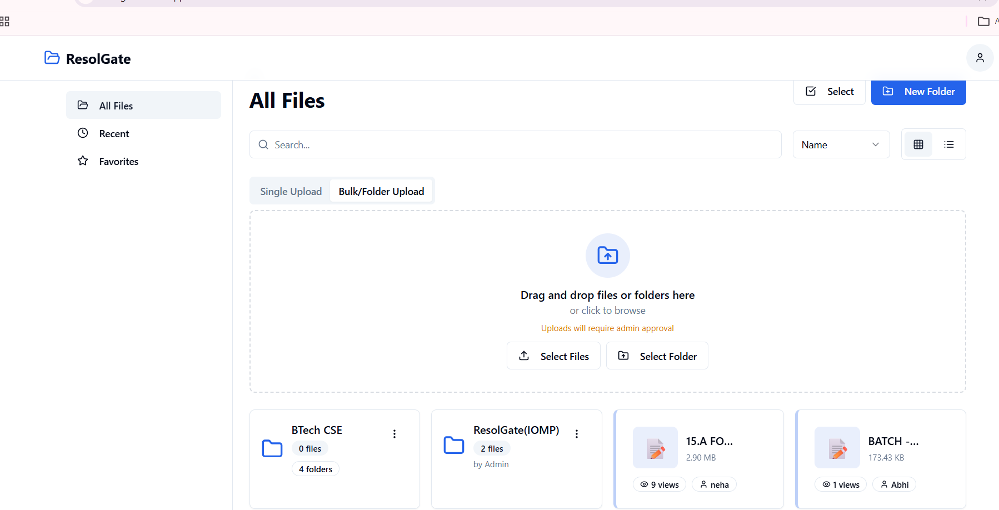 ResolGate
All Files
Recent
Favorites
All Files
Select
New Folder
Search...
Name
Single Upload
Bulk/Folder Upload
Drag and drop files or folders here
or click to browse
Uploads will require admin approval
Select Files
Select Folder
BTech CSE
0 files
4 folders
ResolGate(IOMP)
2 files
by Admin
15.A FO...
2.90 MB
9 views
neha
BATCH -...
173.43 KB
1 views
Abhi